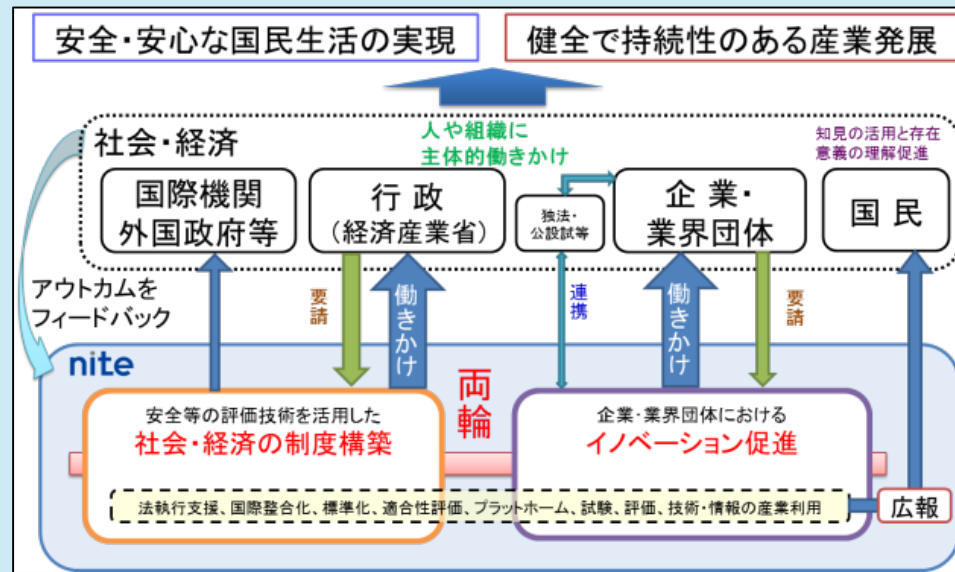 安全・安心な国民生活の実現
健全で持続性のある産業発展
社会・経済
人や組織に
主体的働きかけ
知見の活用と存在
意義の理解促進
国際機関
外国政府等
行 政
（経済産業省）
独法・
公設試等
企 業・
業界団体
国 民
アウトカムを
フィードバック
要請
働きかけ
連携
働きかけ
要請
nite
両輪
安全等の評価技術を活用した
社会・経済の制度構築
企業・業界団体における
イノベーション促進
法執行支援、国際整合化、標準化、適合性評価、プラットホーム、試験、評価、技術・情報の産業利用
広報